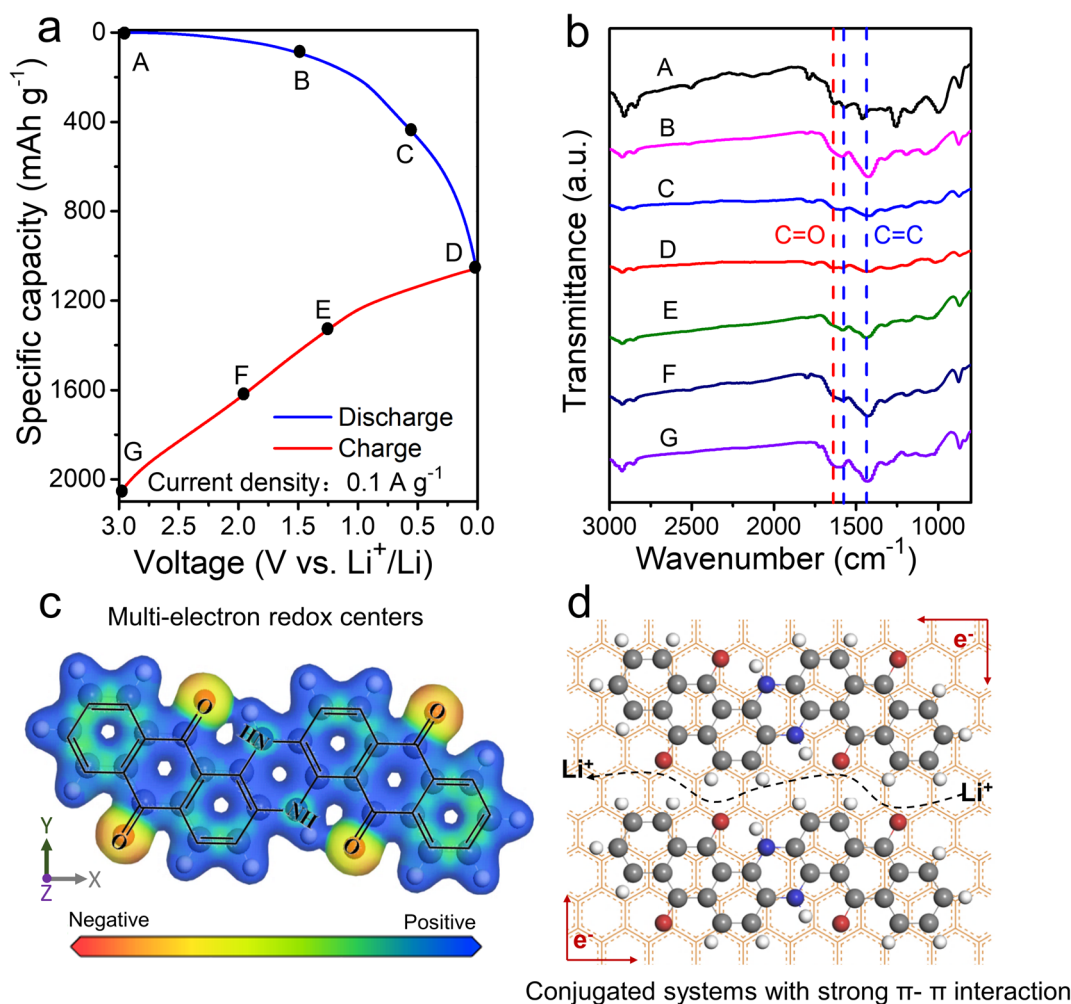 a
Specific capacity (mAh g⁻¹)
0
400
800
1200
1600
2000
A
B
C
D
E
F
G
Discharge
Charge
Current density：0.1 A g⁻¹
3.0 2.5 2.0 1.5 1.0 0.5 0.0
Voltage (V vs. Li⁺/Li)
b
Transmittance (a.u.)
A
B
C
C=O C=C
D
E
F
G
3000 2500 2000 1500 1000
Wavenumber (cm⁻¹)
c
Multi-electron redox centers
O
O
HN
NH
O
O
Y
Z X
Negative Positive
d
e⁻
Li⁺ Li⁺
e⁻
Conjugated systems with strong π- π interaction